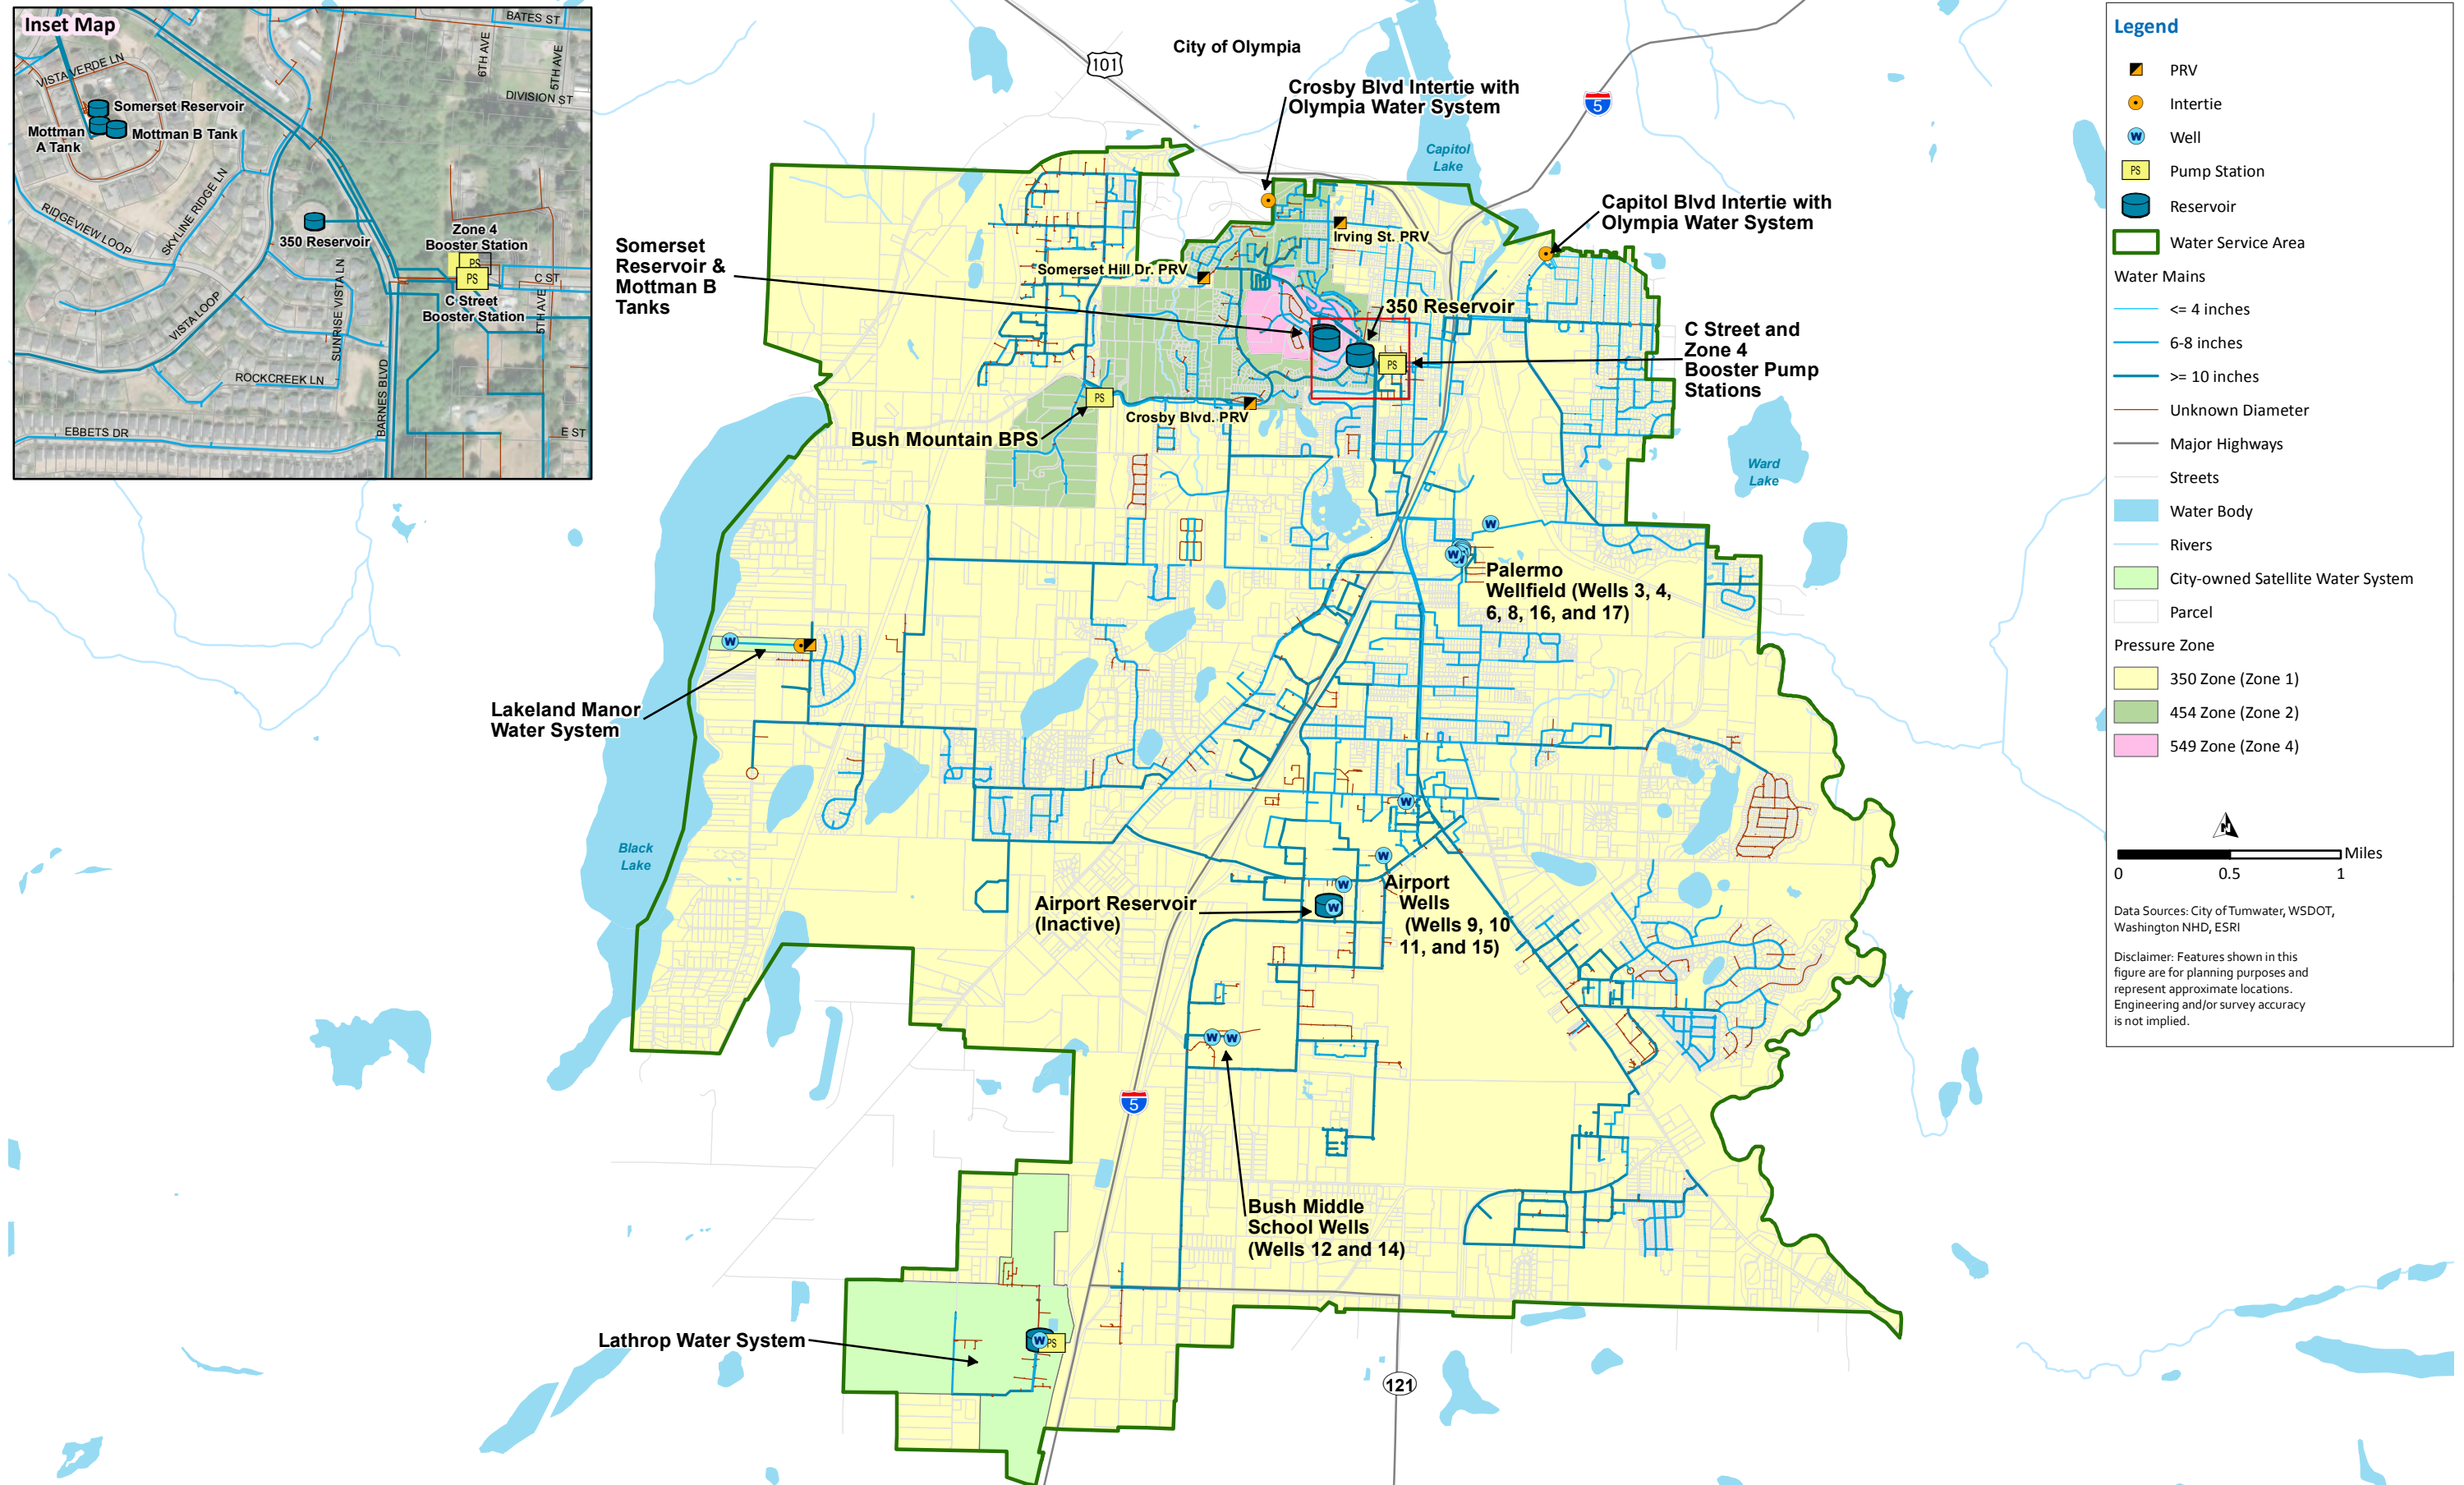 Inset Map
BATES ST
6TH AVE
5TH AVE
DIVISION ST
VISTA VERDE LN
Somerset Reservoir
Mottman
A Tank
Mottman B Tank
SKYLINE RIDGE LN
RIDGEVIEW LOOP
350 Reservoir
Zone 4
Booster Station
PS
PS
C ST
C Street
Booster Station
5TH AVE
SUNRISE VISTA LN
VISTA LOOP
ROCKCREEK LN
BARNES BLVD
EBBETS DR
E ST
101
City of Olympia
5
Crosby Blvd Intertie with
Olympia Water System
Capitol
Lake
Capitol Blvd Intertie with
Olympia Water System
Somerset
Reservoir &
Mottman B
Tanks
Irving St. PRV
Somerset Hill Dr. PRV
350 Reservoir
C Street and
Zone 4
Booster Pump
Stations
PS
PS
Crosby Blvd. PRV
Bush Mountain BPS
Ward
Lake
W
W
W
Palermo
Wellfield (Wells 3, 4,
6, 8, 16, and 17)
W
Lakeland Manor
Water System
W
Black
Lake
W
W
W
Airport
Wells
(Wells 9, 10
11, and 15)
Airport Reservoir
(Inactive)
W
W
5
Bush Middle
School Wells
(Wells 12 and 14)
Lathrop Water System
W
PS
121
Legend
PRV
Intertie
W
Well
PS
Pump Station
Reservoir
Water Service Area
Water Mains
<= 4 inches
6-8 inches
>= 10 inches
Unknown Diameter
Major Highways
Streets
Water Body
Rivers
City-owned Satellite Water System
Parcel
Pressure Zone
350 Zone (Zone 1)
454 Zone (Zone 2)
549 Zone (Zone 4)
N
Miles
0
0.5
1
Data Sources: City of Tumwater, WSDOT,
Washington NHD, ESRI
Disclaimer: Features shown in this
figure are for planning purposes and
represent approximate locations.
Engineering and/or survey accuracy
is not implied.